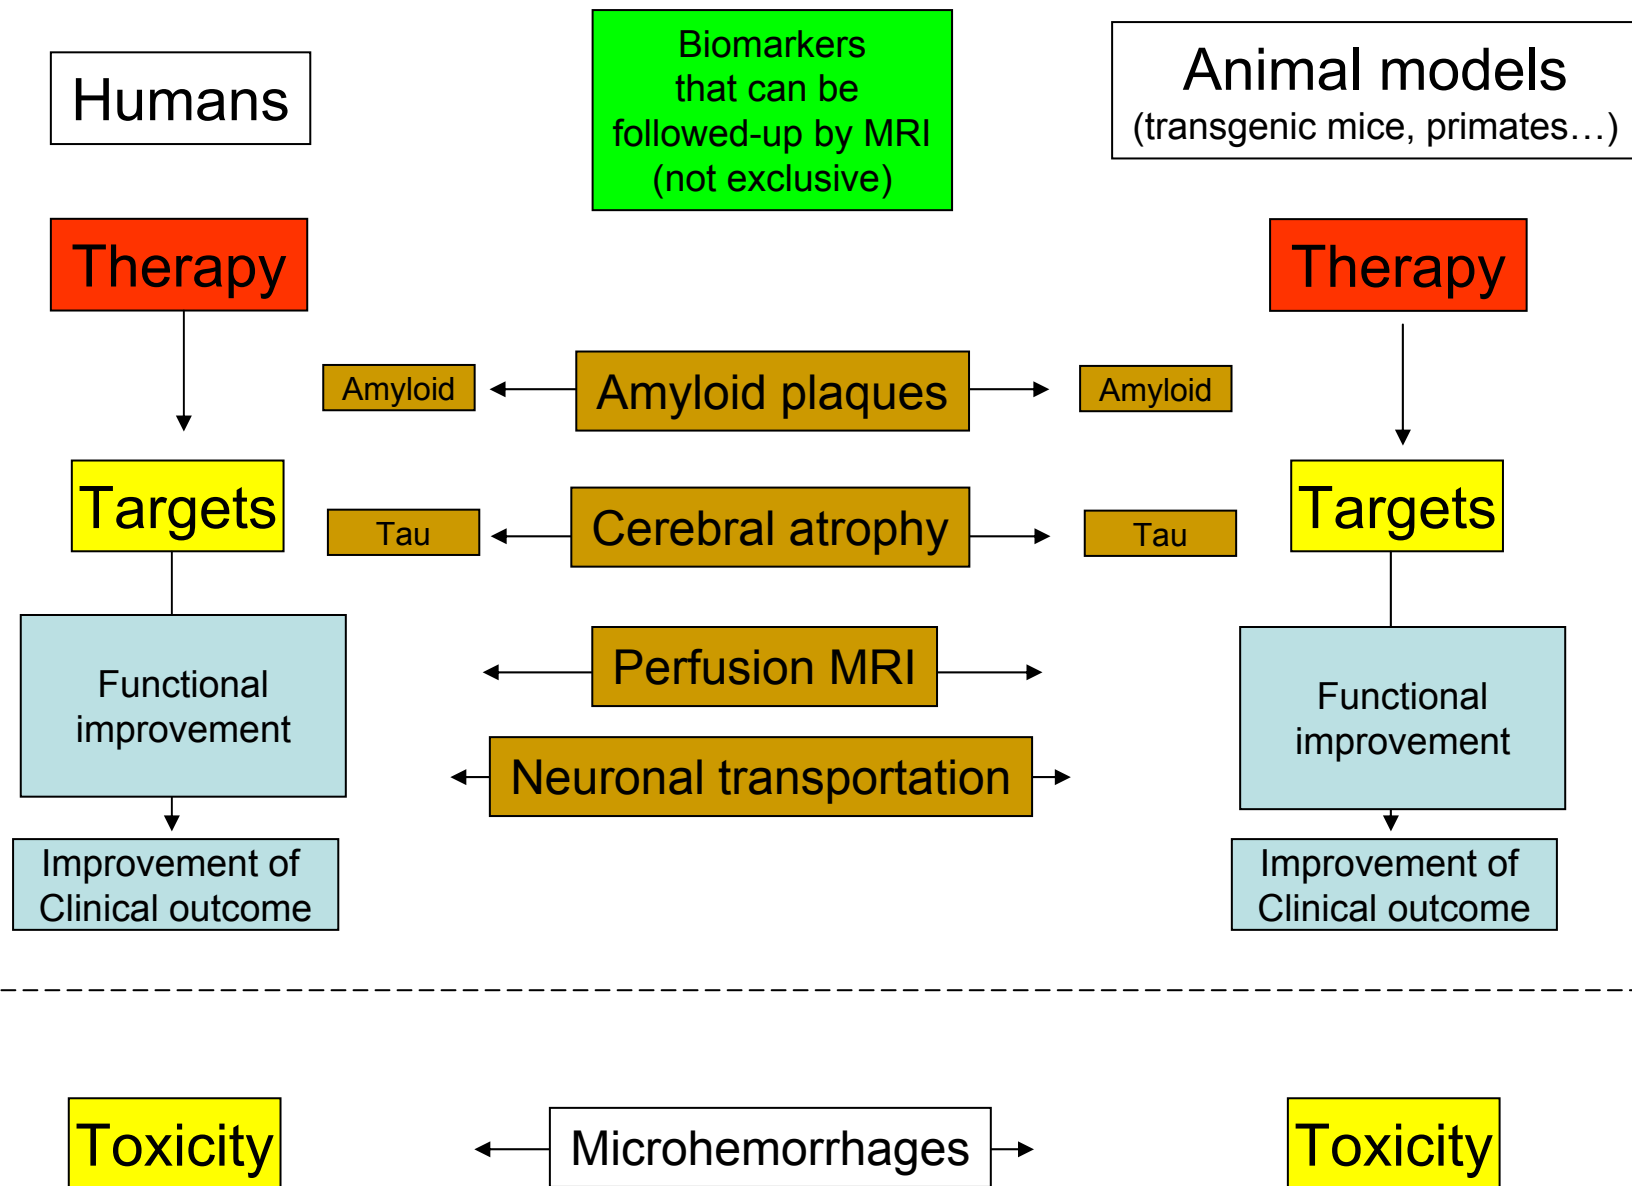 Humans
Biomarkers
that can be
followed-up by MRI
(not exclusive)
Animal models
(transgenic mice, primates…)
Therapy
Therapy
Amyloid
Amyloid plaques
Amyloid
Targets
Targets
Tau
Cerebral atrophy
Tau
Functional
improvement
Perfusion MRI
Functional
improvement
Neuronal transportation
Improvement of
Clinical outcome
Improvement of
Clinical outcome
Toxicity
Microhemorrhages
Toxicity